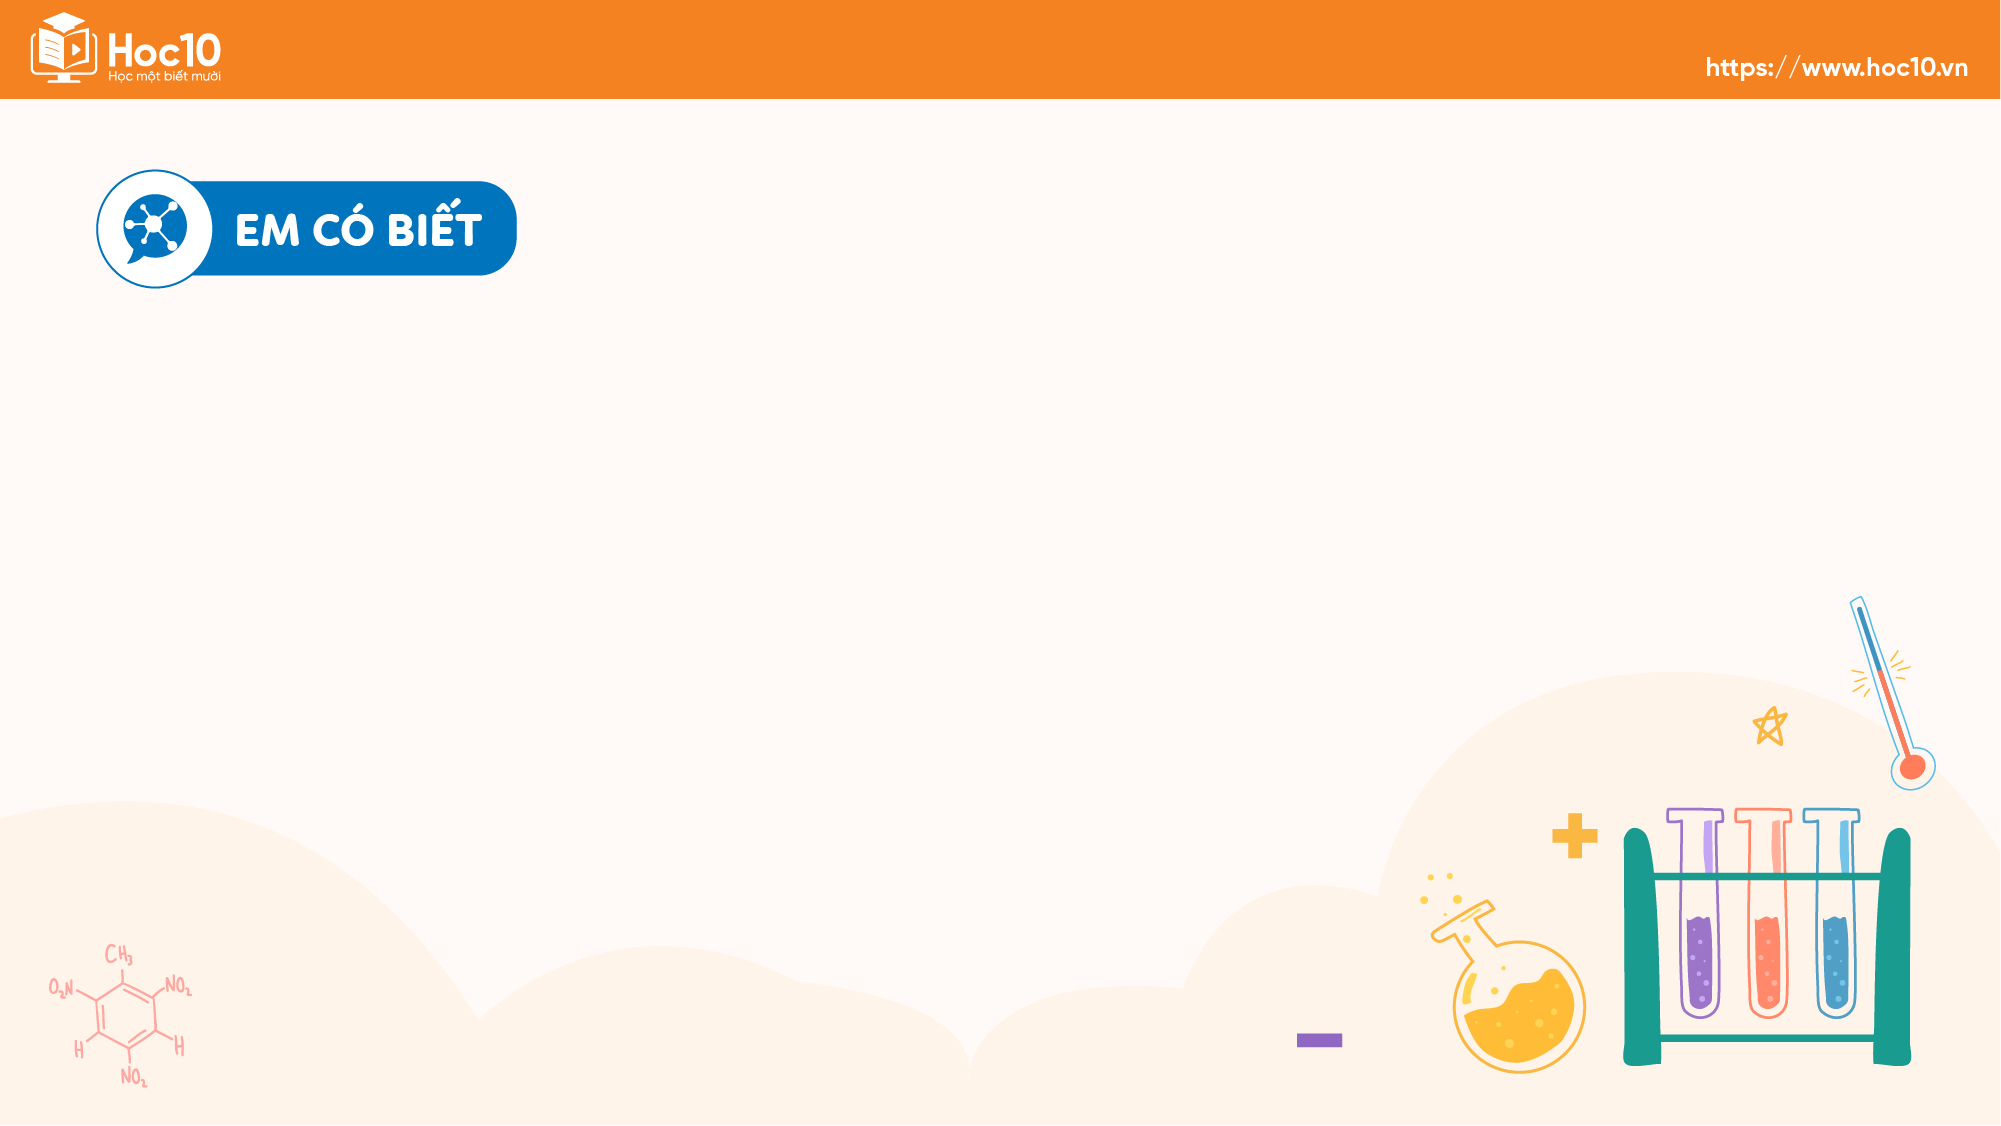 Hoc10
Học một biết mười
https://www.hoc10.vn
EM CÓ BIẾT
CH3
O2N
NO2
H
H
NO2